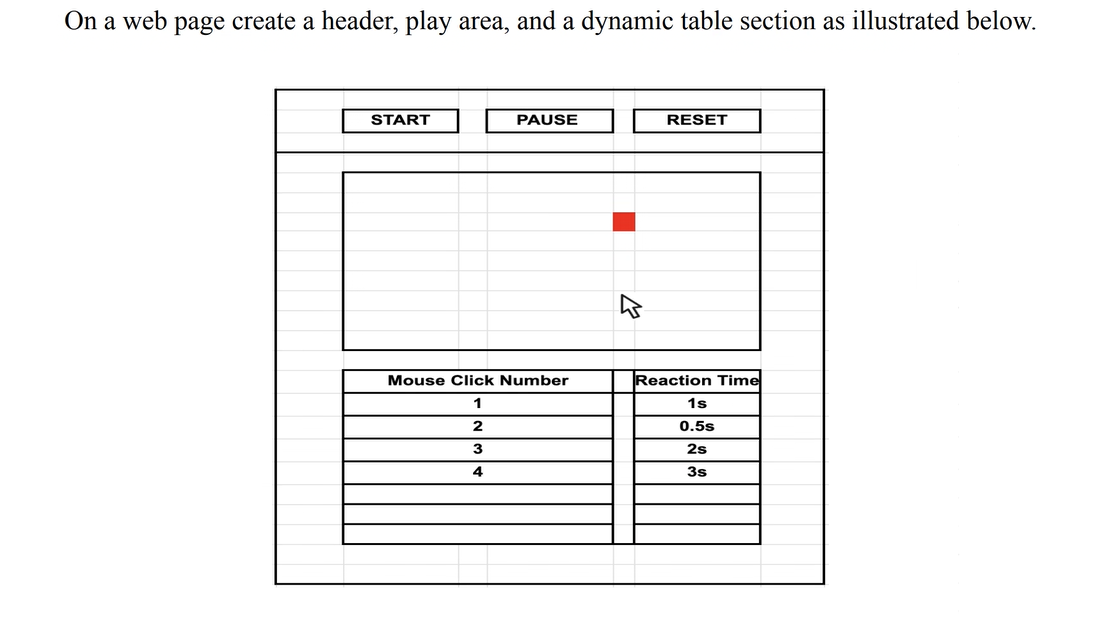 On a web page create a header, play area, and a dynamic table section as illustrated below.
START PAUSE RESET
Mouse Click Number Reaction Time
1 1s
2 0.5s
3 2s
4 3s